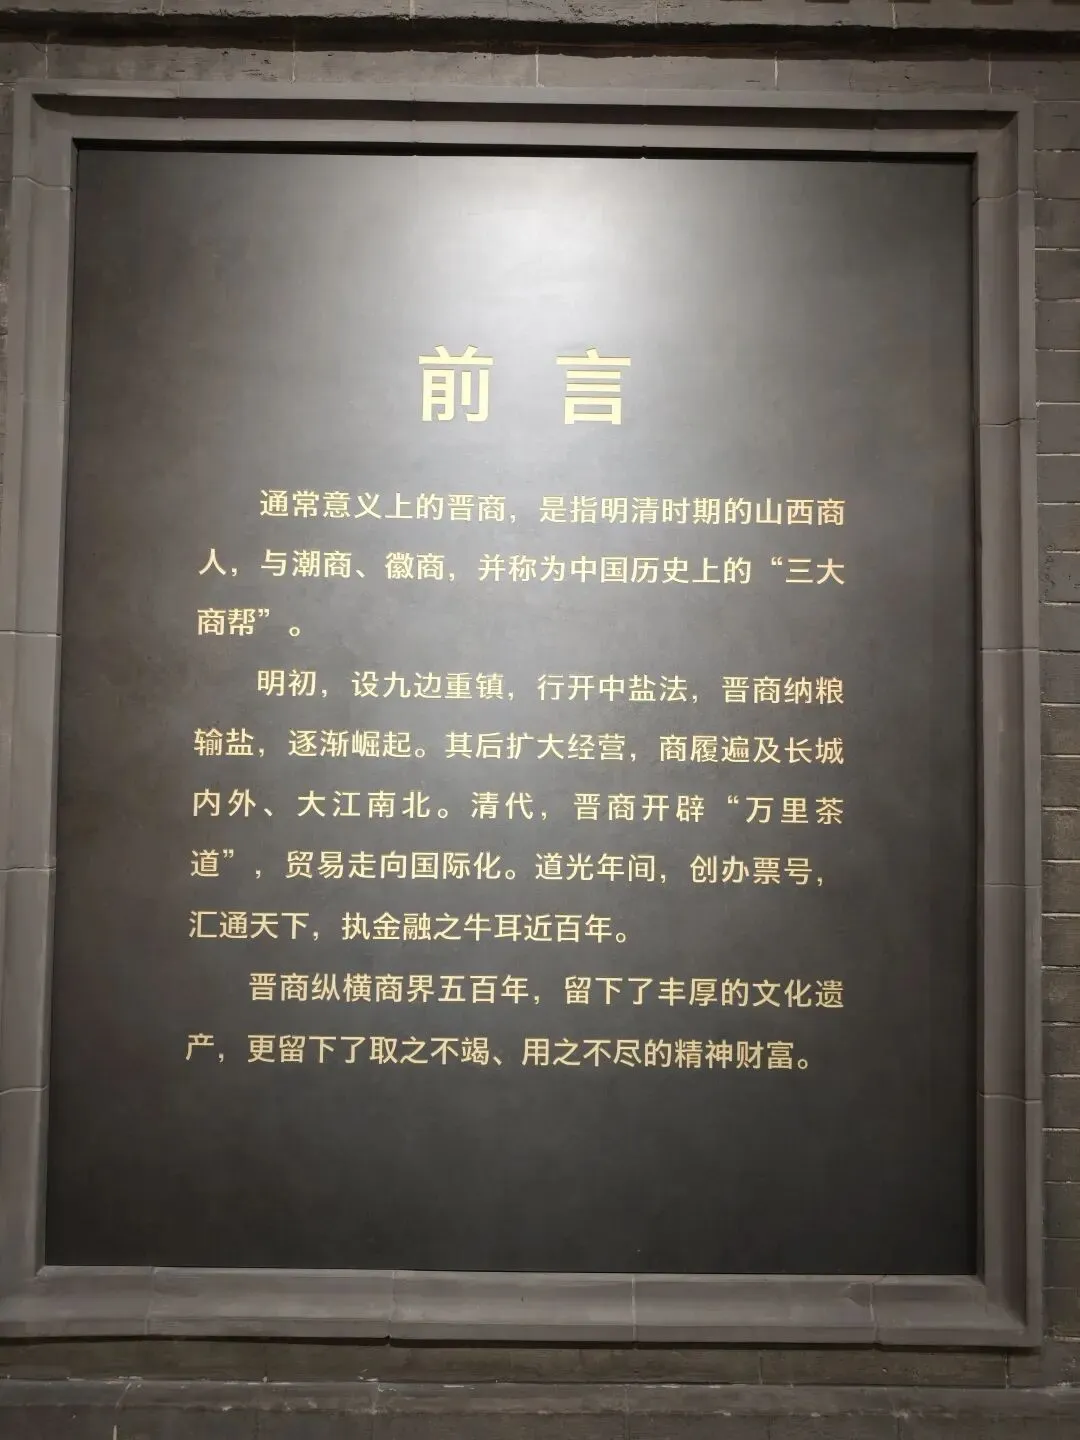 前言
通常意义上的晋商，是指明清时期的山西商
人，与潮商、徽商，并称为中国历史上的“三大
商帮”。
明初，设九边重镇，行开中盐法，晋商纳粮
输盐，逐渐崛起。其后扩大经营，商履遍及长城
内外、大江南北。清代，晋商开辟“万里茶
道”，贸易走向国际化。道光年间，创办票号，
汇通天下，执金融之牛耳近百年。
晋商纵横商界五百年，留下了丰厚的文化遗
产，更留下了取之不竭、用之不尽的精神财富。